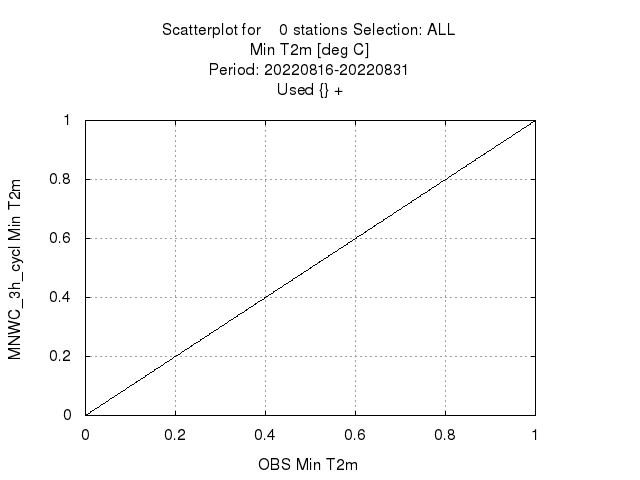 Scatterplot for    0 stations Selection: ALL
Min T2m [deg C]
Period: 20220816-20220831
Used {} +
1
0.8
0.6
0.4
0.2
0
MNWC_3h_cycl Min T2m
0 0.2 0.4 0.6 0.8 1
OBS Min T2m